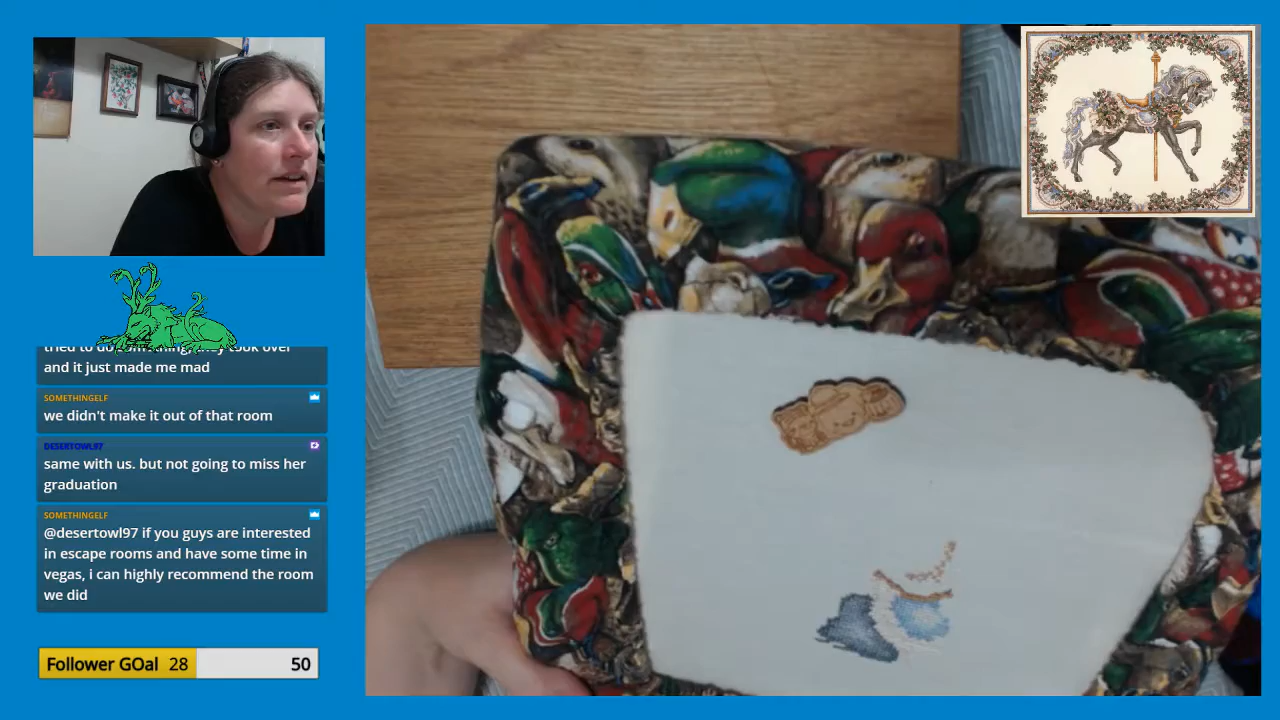 and it just made me mad
SOMETHINGELF
we didn't make it out of that room
DESERTOWL97
same with us. but not going to miss her
graduation
SOMETHINGELF
@desertowl97 if you guys are interested
in escape rooms and have some time in
vegas, i can highly recommend the room
we did
Follower GOal 28 50